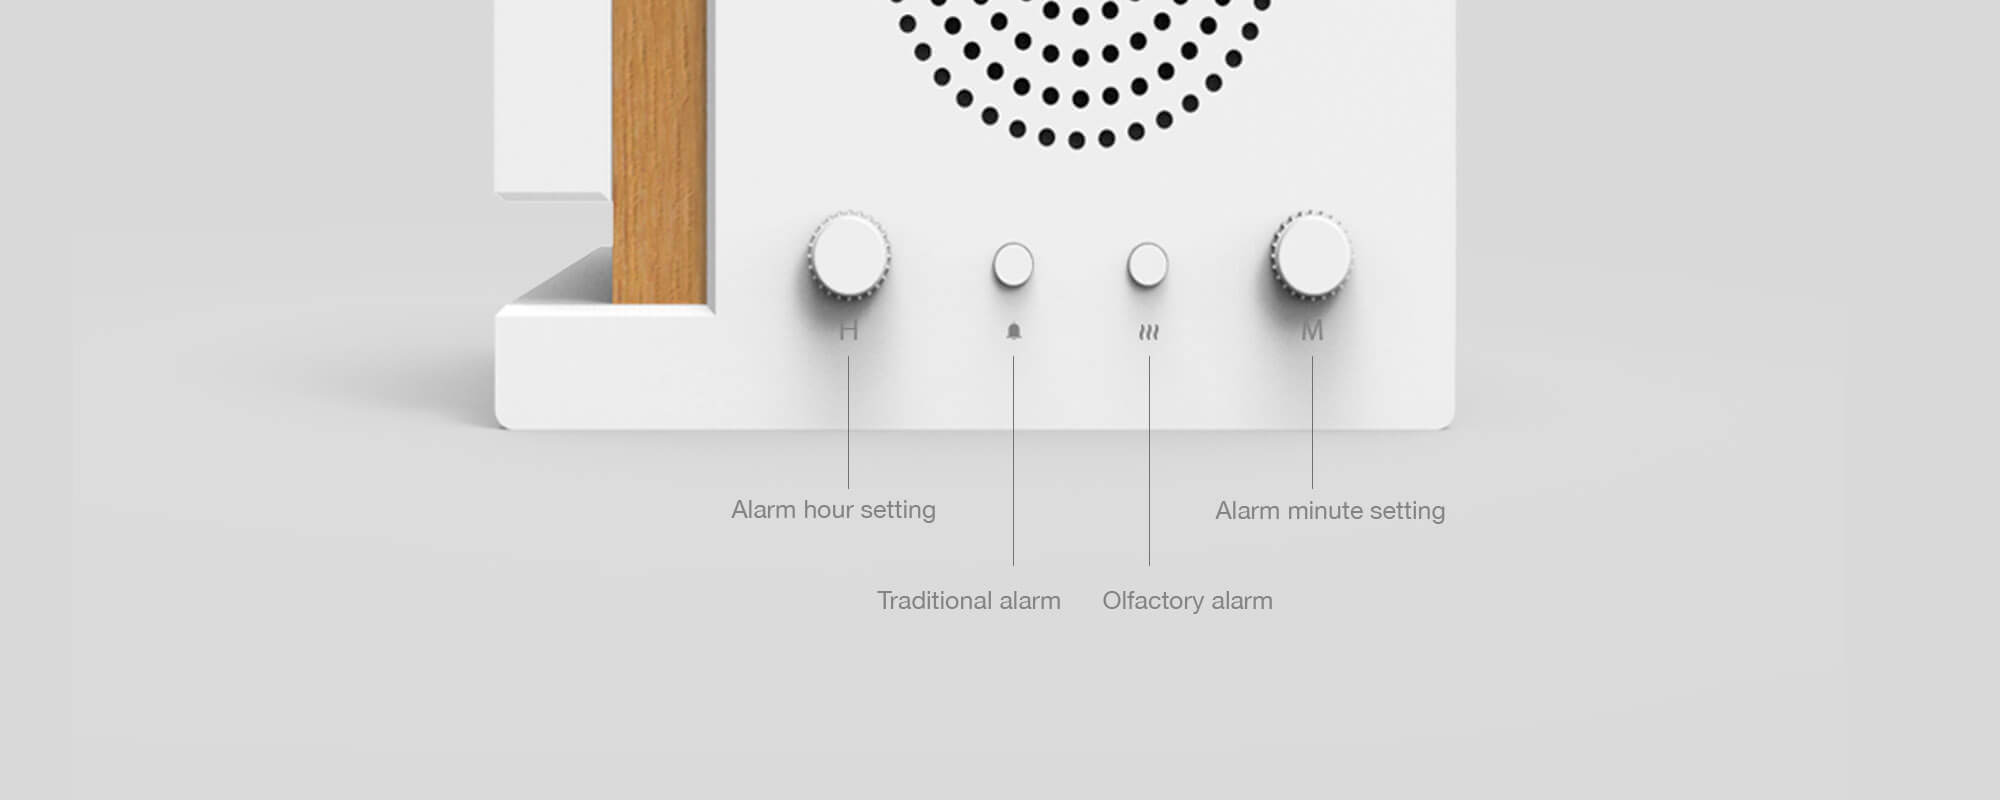 H
M
Alarm hour setting
Alarm minute setting
Traditional alarm
Olfactory alarm